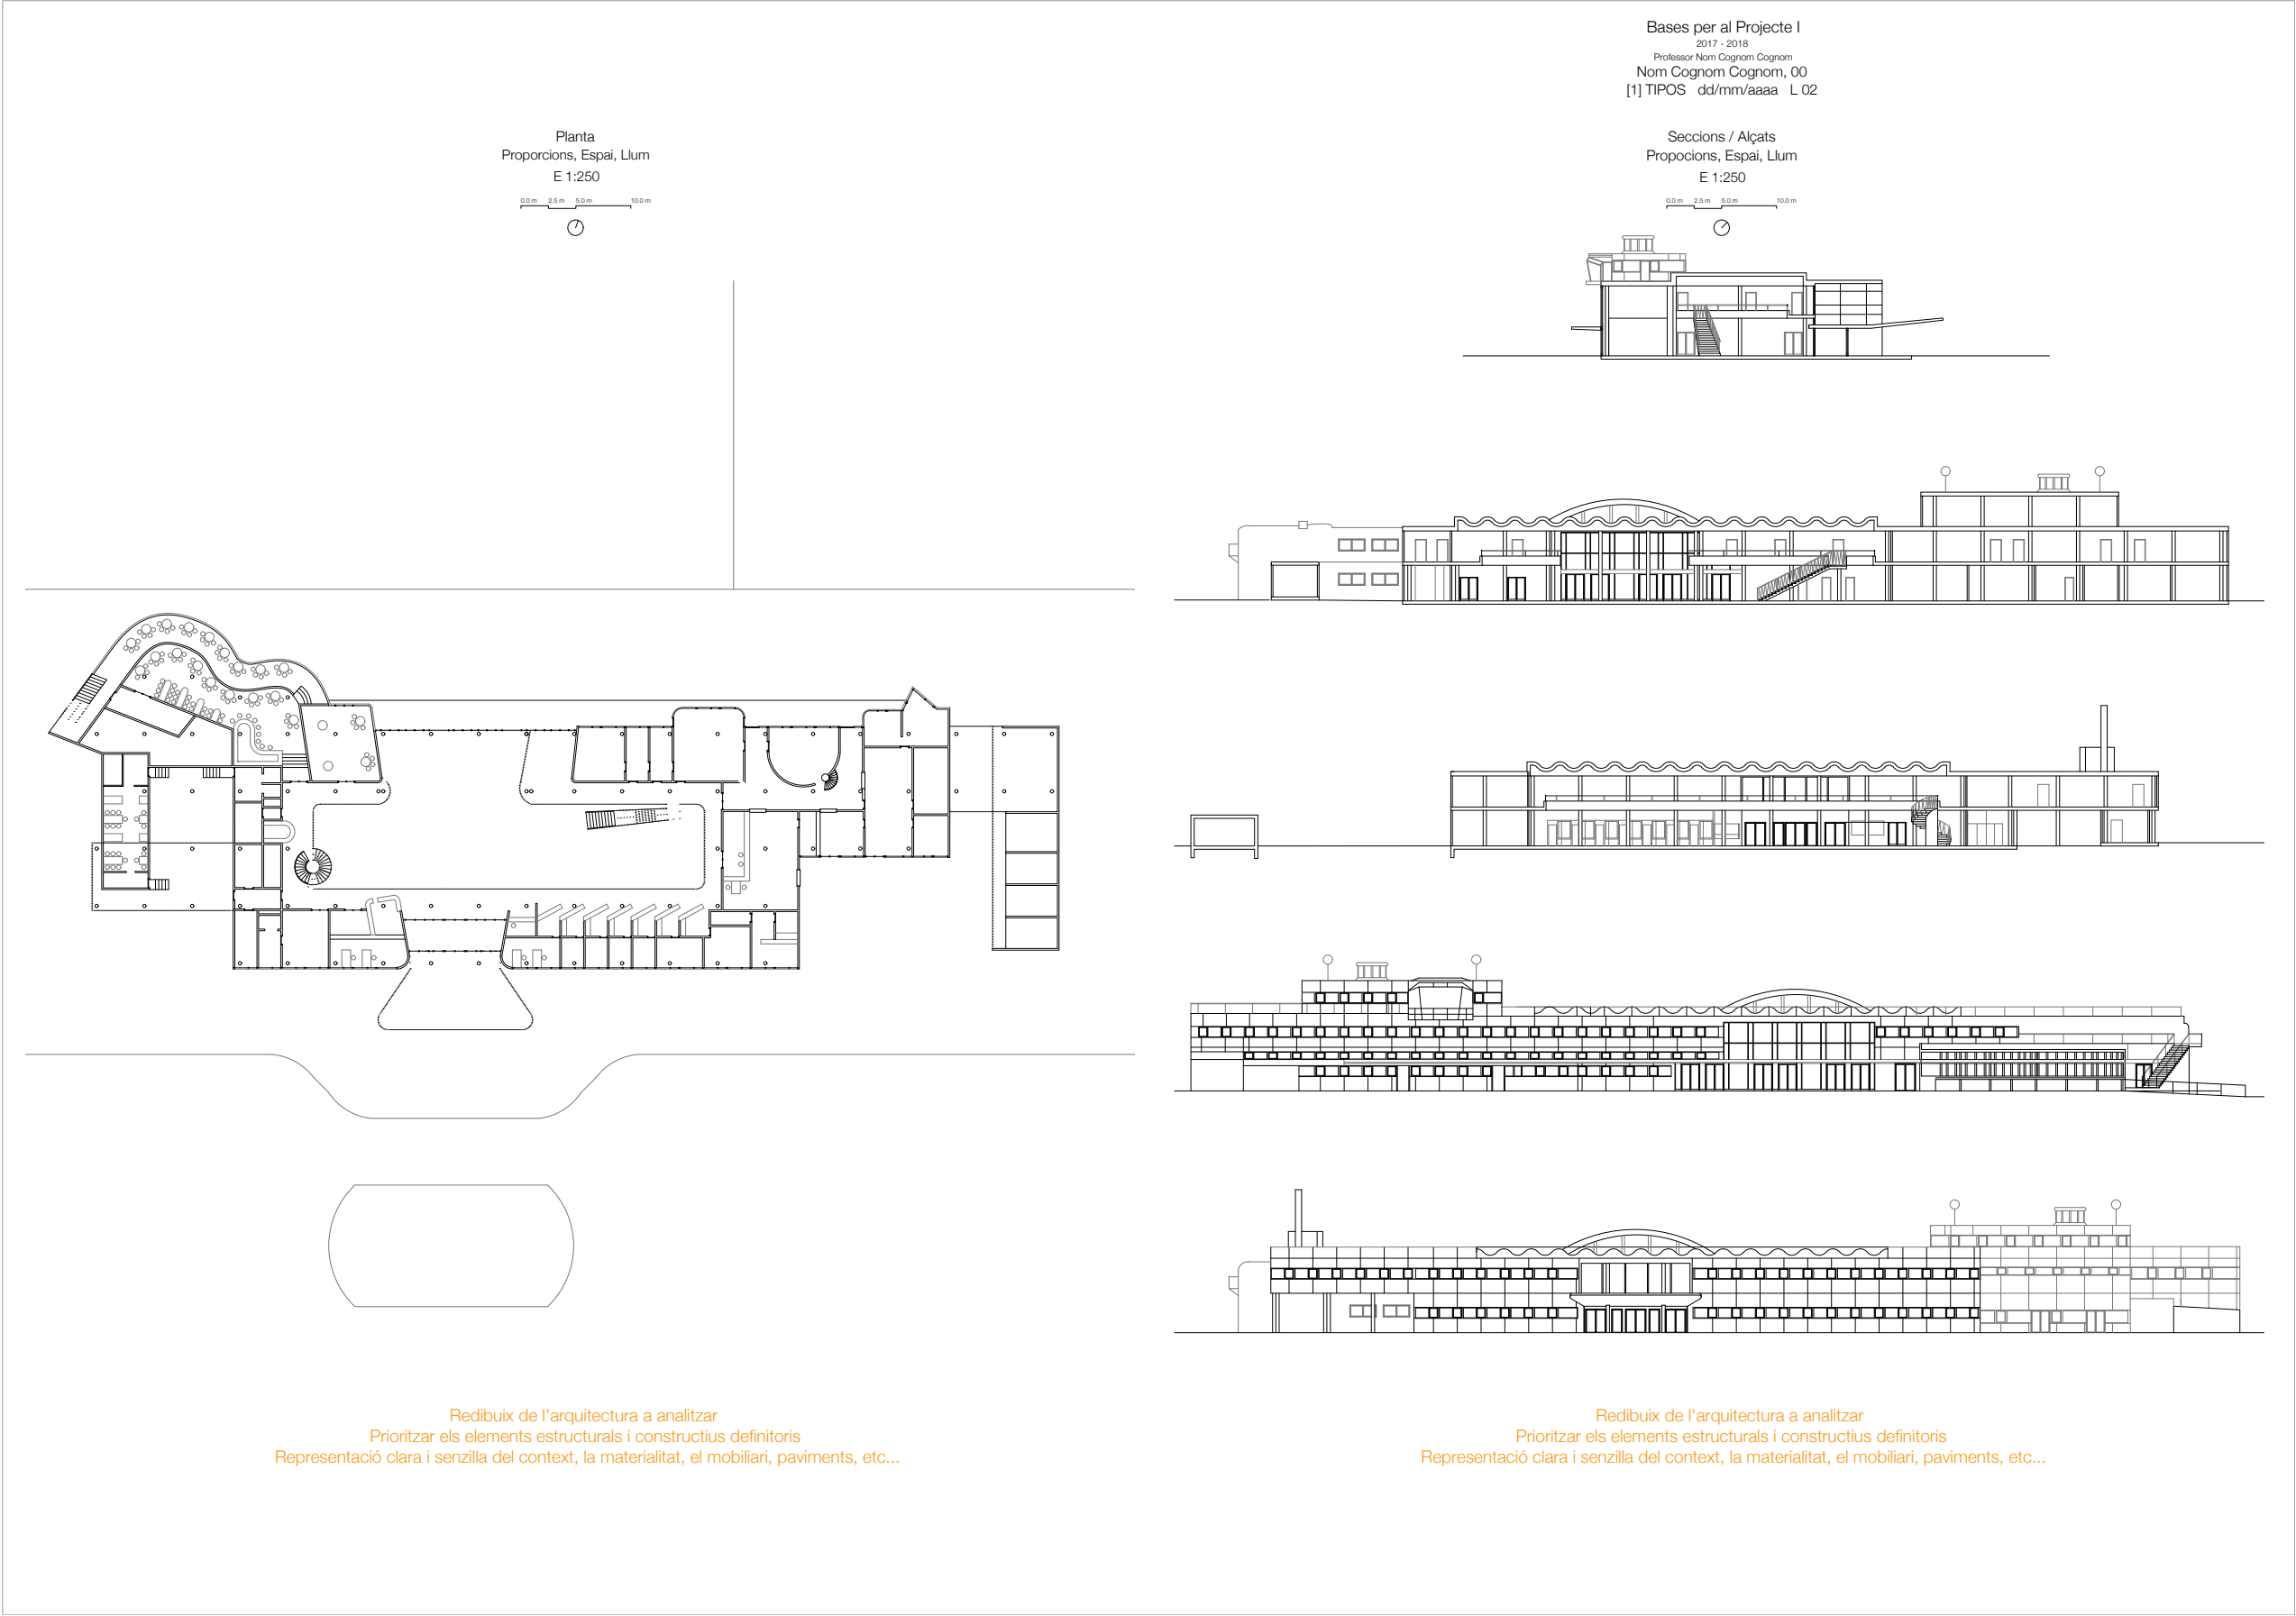 Bases per al Projecte I
2017 - 2018
Professor Nom Cognom Cognom
Nom Cognom Cognom, 00
[1] TIPOS dd/mm/aaaa L 02
Planta
Proporcions, Espai, Llum
E 1:250
0.0 m 2.5 m 5.0 m 10.0 m
Seccions / Alçats
Propocions, Espai, Llum
E 1:250
0.0 m 2.5 m 5.0 m 10.0 m
Redibuix de l'arquitectura a analitzar
Prioritzar els elements estructurals i constructius definitoris
Representació clara i senzilla del context, la materialitat, el mobiliari, paviments, etc...
Redibuix de l'arquitectura a analitzar
Prioritzar els elements estructurals i constructius definitoris
Representació clara i senzilla del context, la materialitat, el mobiliari, paviments, etc...